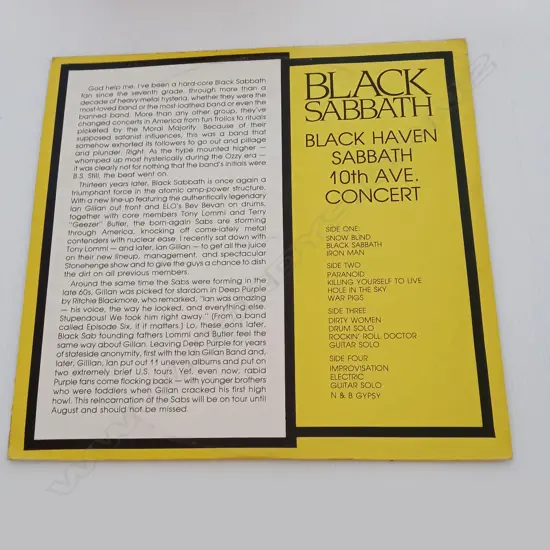 God help me, I've been a hard-core Black Sabbath
fan since the seventh grade, through more than a
decade of heavy-metal hysteria, whether they were the
most-loved band or the most loathed band or even the
banned band. More than any other group, they've
changed concerts in America from fun frolics to rituals
picketed by the Moral Majority. Because of their
supposed satanist influences, this was a band that
somehow exhorted its followers to go out and pillage
and plunder. Right. As the hype mounted higher —
whomped up most hysterically during the Ozzy era —
it was clearly not for nothing that the band's initials were
B.S. Still, the beat went on.
Thirteen years later, Black Sabbath is once again a
triumphant force in the atomic amp-power structure.
With a new line-up featuring the authentically legendary
Ian Gillan out front and ELO's Bev Bevan on drums,
together with core members Tony Lommi and Terry
"Geezer" Butler, the born-again Sabs are storming
through America, knocking off come-lately metal
contenders with nuclear ease. I recently sat down with
Tony Lommi — and later, Ian Gillan — to get all the juice
on their new lineup, management, and spectacular
Stonehenge show and to give the guys a chance to dish
the dirt on all previous members.
Around the same time the Sabs were forming in the
late 60s, Gillan was picked for stardom in Deep Purple
by Ritchie Blackmore, who remarked, "Ian was amazing
— his voice, the way he looked, and everything else.
Stupendous! We took him right away." (From a band
called Episode Six, if it matters.) Lo, these eons later,
Black Sab founding fathers Lommi and Butler feel the
same way about Gillan. Leaving Deep Purple for years
of stateside anonymity, first with the Ian Gillan Band and,
later, Gillian, Ian put out 11 uneven albums and put on
two extremely brief U.S. tours. Yet, even now, rabid
Purple fans come flocking back — with younger brothers
who were toddlers when Gillan cracked his first high
howl. This reincarnation of the Sabs will be on tour until
August and should not be missed.
BLACK
SABBATH
BLACK HAVEN
SABBATH
10th AVE.
CONCERT
SIDE ONE:
SNOW BLIND
BLACK SABBATH
IRON MAN
SIDE TWO
PARANOID
KILLING YOURSELF TO LIVE
HOLE IN THE SKY
WAR PIGS
SIDE THREE
DIRTY WOMEN
DRUM SOLO
ROCKIN' ROLL DOCTOR
GUITAR SOLO
SIDE FOUR
IMPROVISATION
ELECTRIC
GUITAR SOLO
N & B GYPSY